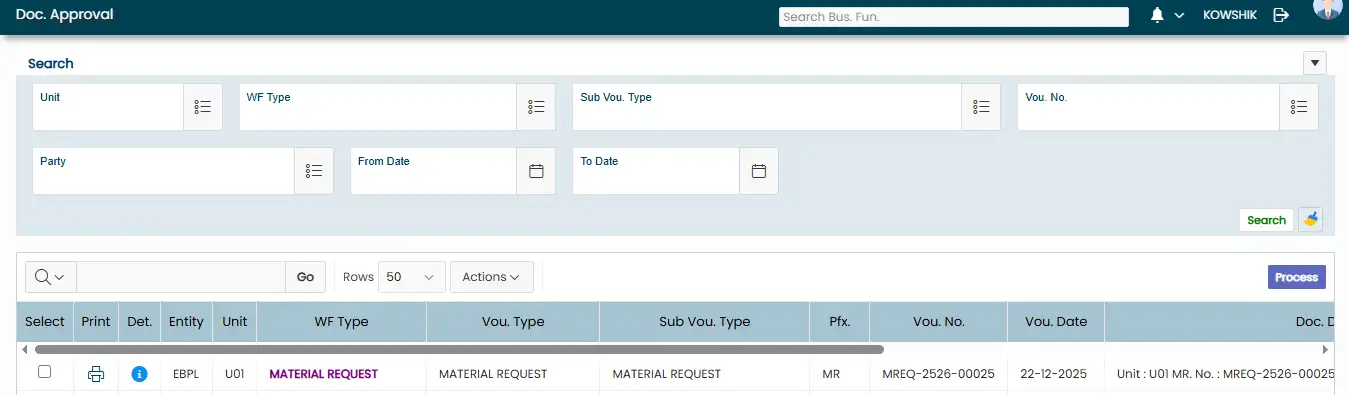 Doc. Approval Search Bus. Fun. KOWSHIK
Search
Unit WF Type Sub Vou. Type Vou. No.
Party From Date To Date
Search
Go Rows 50 Actions Process
Select Print Det. Entity Unit WF Type Vou. Type Sub Vou. Type Pfx. Vou. No. Vou. Date Doc. D
EBPL U01 MATERIAL REQUEST MATERIAL REQUEST MATERIAL REQUEST MR MREQ-2526-00025 22-12-2025 Unit : U01 MR. No. : MREQ-2526-00025